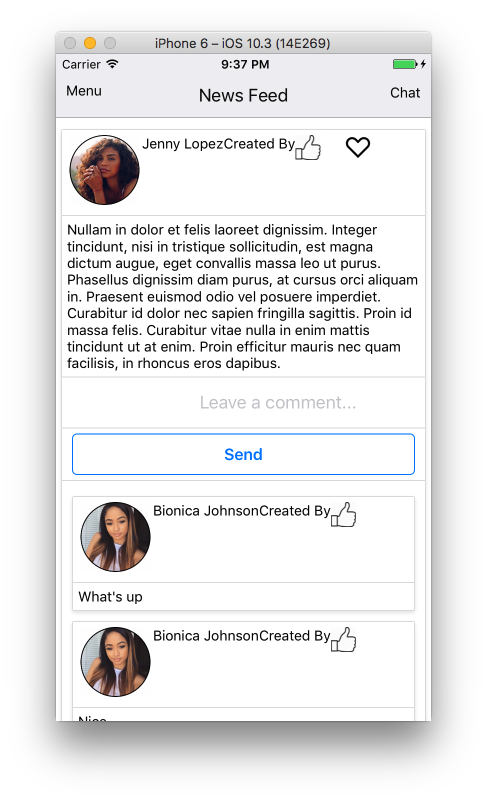 iPhone 6 – iOS 10.3 (14E269)
Carrier 9:37 PM
Menu News Feed Chat
Jenny LopezCreated By
Nullam in dolor et felis laoreet dignissim. Integer
tincidunt, nisi in tristique sollicitudin, est magna
dictum augue, eget convallis massa leo ut purus.
Phasellus dignissim diam purus, at cursus orci aliquam
in. Praesent euismod odio vel posuere imperdiet.
Curabitur id dolor nec sapien fringilla sagittis. Proin id
massa felis. Curabitur vitae nulla in enim mattis
tincidunt ut at enim. Proin efficitur mauris nec quam
facilisis, in rhoncus eros dapibus.
Leave a comment...
Send
Bionica JohnsonCreated By
What's up
Bionica JohnsonCreated By
Nice